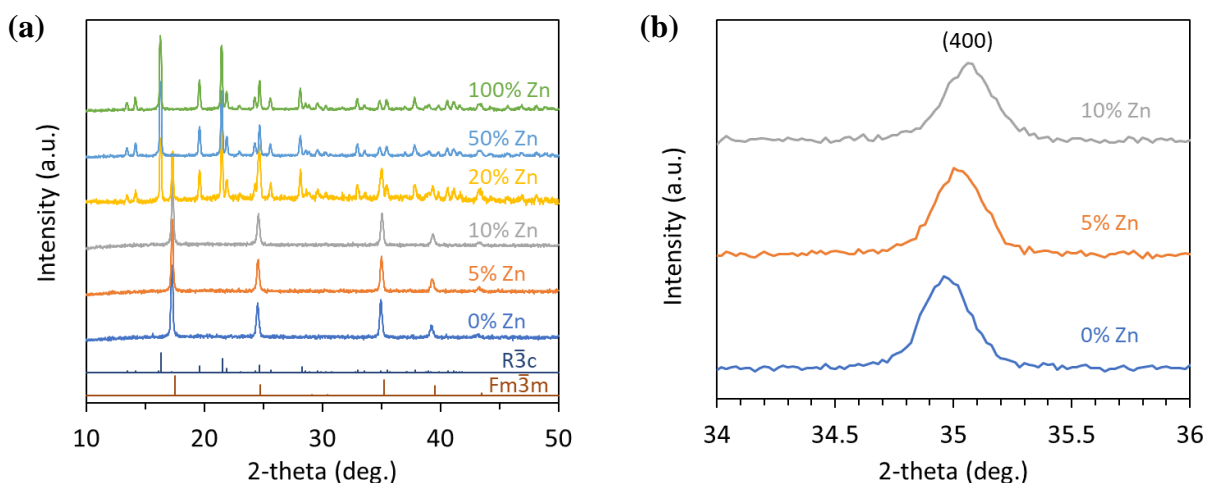 (a)
Intensity (a.u.)
100% Zn
50% Zn
20% Zn
10% Zn
5% Zn
0% Zn
R3̅c
Fm3̅m
10 20 30 40 50
2-theta (deg.)
(b)
Intensity (a.u.)
(400)
10% Zn
5% Zn
0% Zn
34 34.5 35 35.5 36
2-theta (deg.)